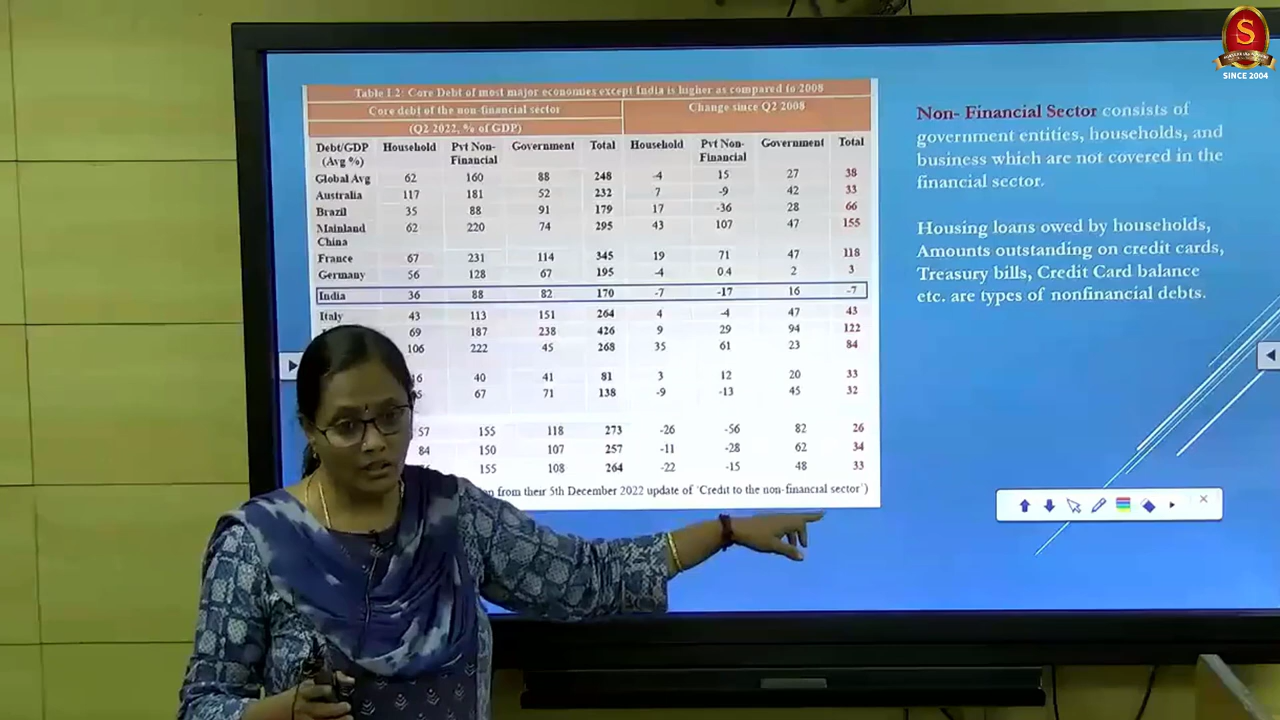 S
SINCE 2004
Table I.2: Core Debt of most major economies except India is higher as compared to 2008
Core debt of the non-financial sector Change since Q2 2008
(Q2 2022, % of GDP)
Debt/GDP (Avg %) Household Pvt Non-Financial Government Total Household Pvt Non-Financial Government Total
Global Avg 62 160 88 248 -4 15 27 38
Australia 117 181 52 232 7 -9 42 33
Brazil 35 88 91 179 17 -36 28 66
Mainland China 62 220 74 295 43 107 47 155
France 67 231 114 345 19 71 47 118
Germany 56 128 67 195 -4 0.4 2 3
India 36 88 82 170 -7 -17 16 -7
Italy 43 113 151 264 4 -4 47 43
69 187 238 426 9 29 94 122
106 222 45 268 35 61 23 84
40 41 81 3 12 20 33
67 71 138 -9 -13 45 32
57 155 118 273 -26 -56 82 26
84 150 107 257 -11 -28 62 34
155 108 264 -22 -15 48 33
from their 5th December 2022 update of 'Credit to the non-financial sector')
Non- Financial Sector consists of
government entities, households, and
business which are not covered in the
financial sector.
Housing loans owed by households,
Amounts outstanding on credit cards,
Treasury bills, Credit Card balance
etc. are types of nonfinancial debts.